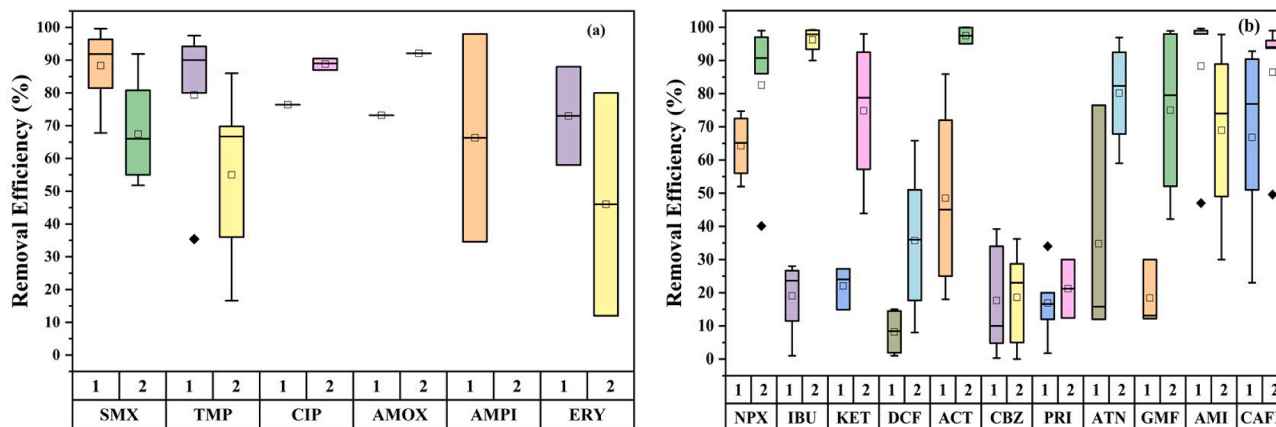 (a)
Removal Efficiency (%)
100
90
80
70
60
50
40
30
20
10
0
1 2 1 2 1 2 1 2 1 2 1 2
SMX TMP CIP AMOX AMPI ERY
(b)
Removal Efficiency (%)
100
90
80
70
60
50
40
30
20
10
0
1 2 1 2 1 2 1 2 1 2 1 2 1 2 1 2 1 2 1 2 1 2
NPX IBU KET DCF ACT CBZ PRI ATN GMF AMI